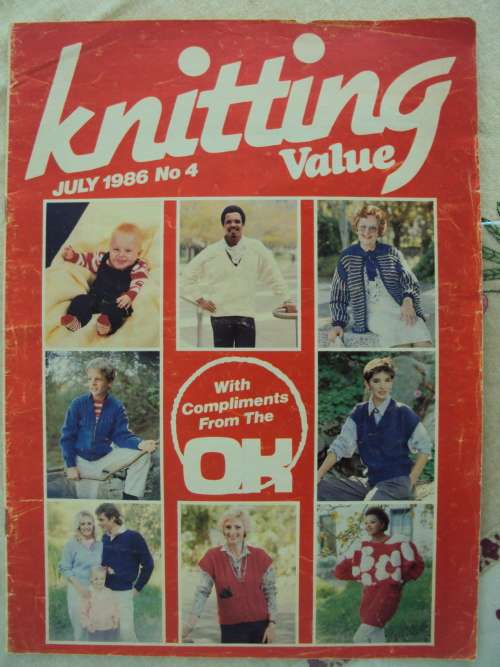 knitting
Value
JULY 1986 No 4
With
Compliments
From The
OK